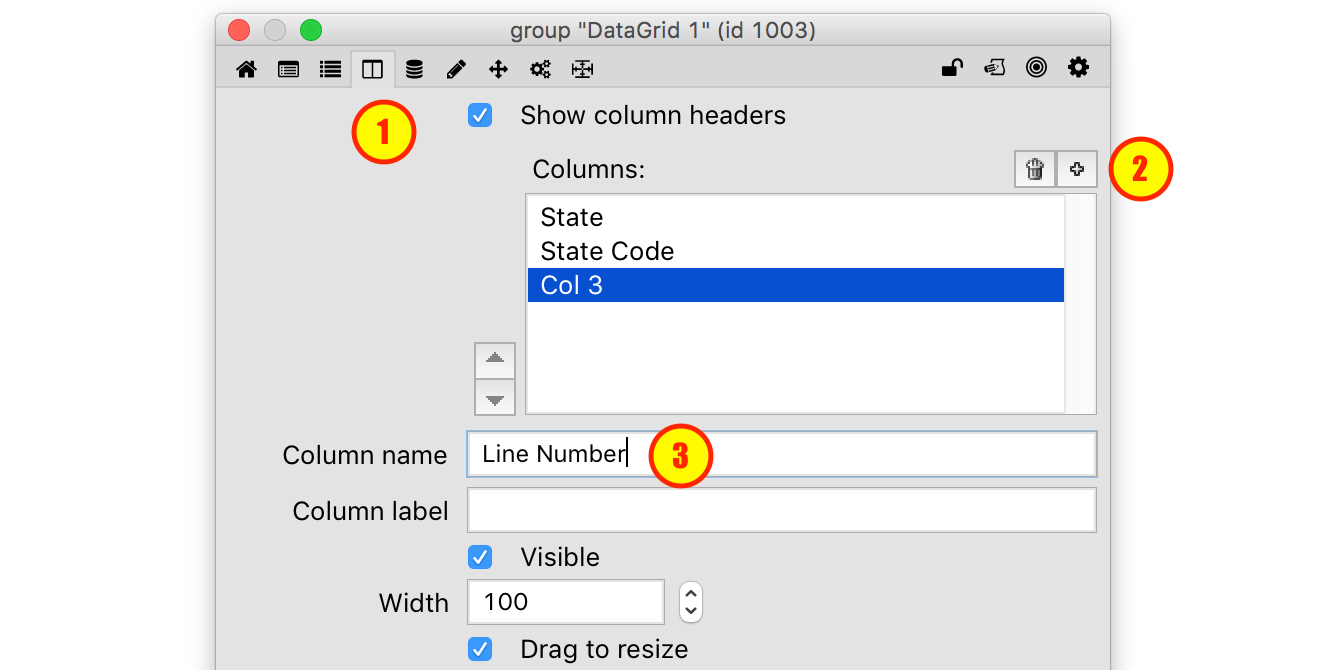 group "DataGrid 1" (id 1003)
1
Show column headers
Columns:
2
State
State Code
Col 3
Column name
Line Number
3
Column label
Visible
Width
100
Drag to resize